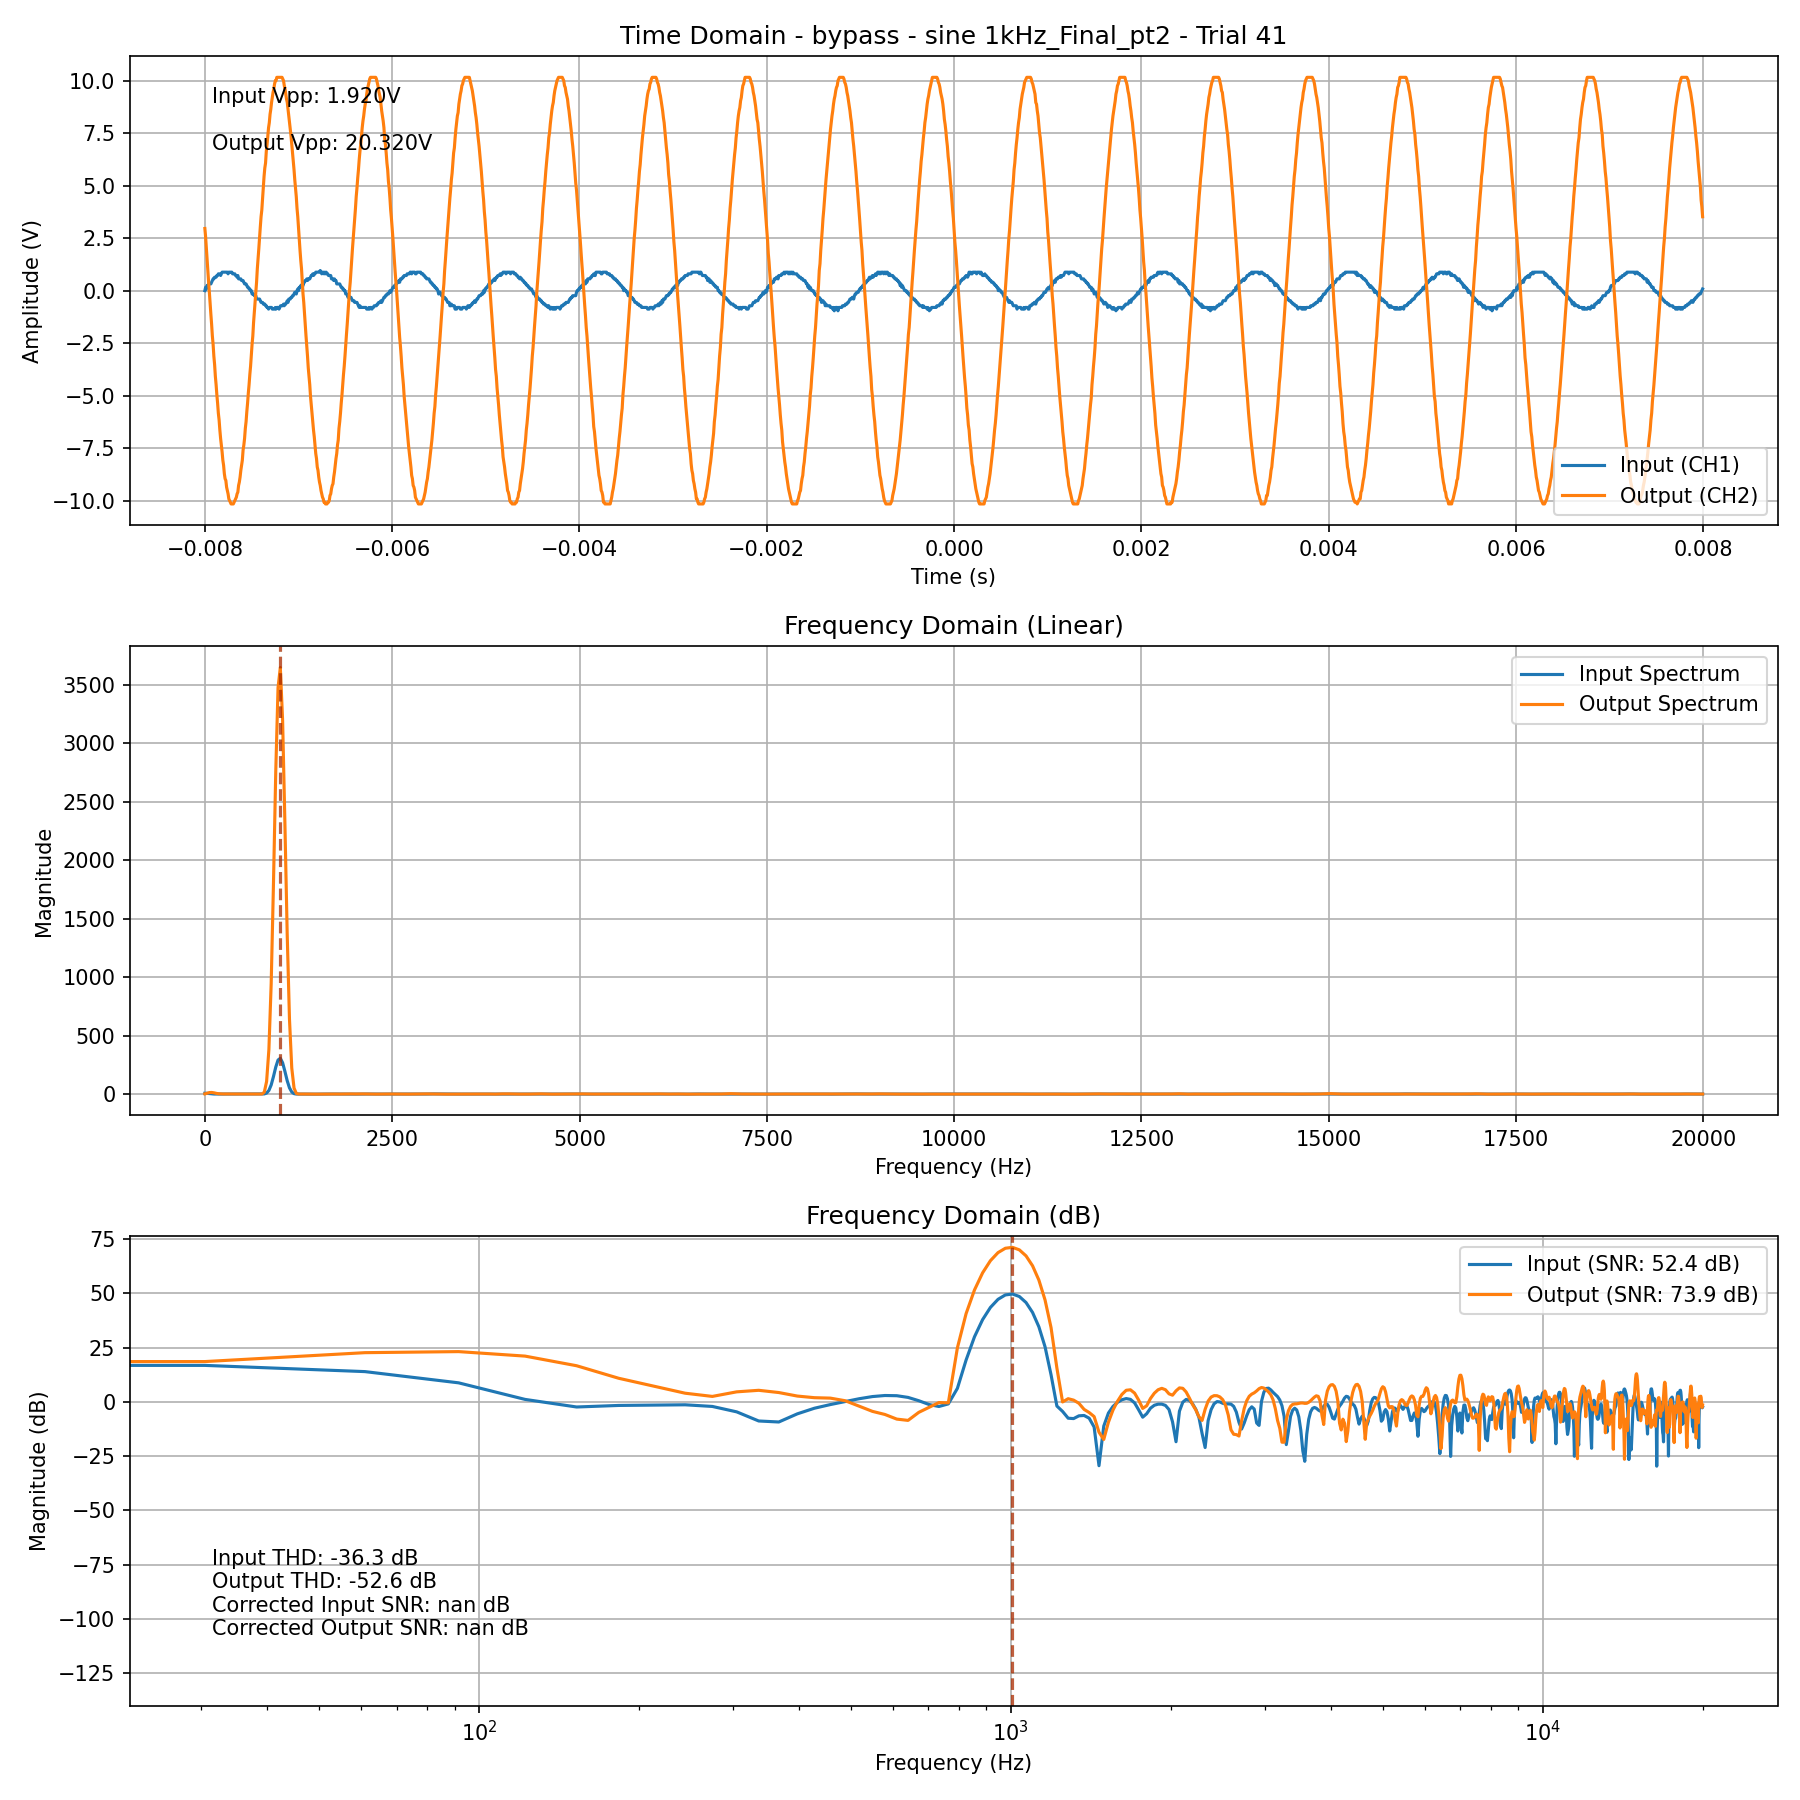 Time Domain - bypass - sine 1kHz_Final_pt2 - Trial 41
Input Vpp: 1.920V
Output Vpp: 20.320V
10.0
7.5
5.0
2.5
0.0
−2.5
−5.0
−7.5
−10.0
Amplitude (V)
Input (CH1)
Output (CH2)
−0.008 −0.006 −0.004 −0.002 0.000 0.002 0.004 0.006 0.008
Time (s)
Frequency Domain (Linear)
Input Spectrum
Output Spectrum
3500
3000
2500
2000
1500
1000
500
0
Magnitude
0 2500 5000 7500 10000 12500 15000 17500 20000
Frequency (Hz)
Frequency Domain (dB)
Input (SNR: 52.4 dB)
Output (SNR: 73.9 dB)
75
50
25
0
−25
−50
−75
−100
−125
Magnitude (dB)
Input THD: -36.3 dB
Output THD: -52.6 dB
Corrected Input SNR: nan dB
Corrected Output SNR: nan dB
10² 10³ 10⁴
Frequency (Hz)